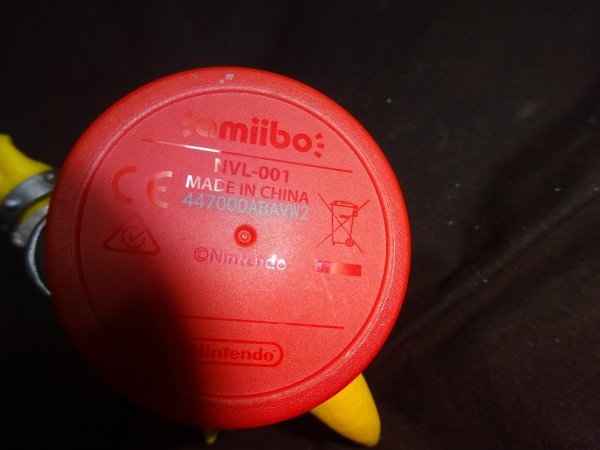 amiibo
NVL-001
MADE IN CHINA
447000ABAVW2
©Nintendo
CE
Nintendo